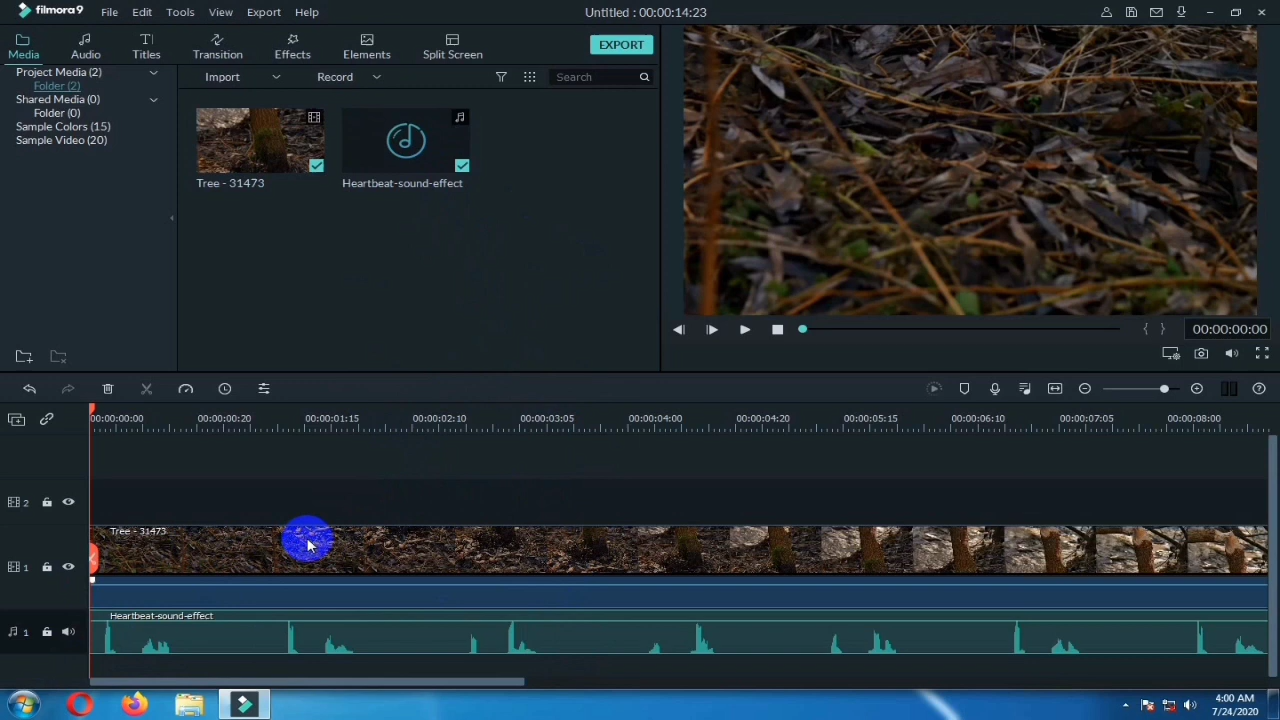 filmora9
File Edit Tools View Export Help
Untitled : 00:00:14:23
Media Audio Titles Transition Effects Elements Split Screen
EXPORT
Project Media (2)
Folder (2)
Shared Media (0)
Folder (0)
Sample Colors (15)
Sample Video (20)
Import Record Search
Tree - 31473
Heartbeat-sound-effect
00:00:00:00
00:00:00:00 00:00:00:20 00:00:01:15 00:00:02:10 00:00:03:05 00:00:04:00 00:00:04:20 00:00:05:15 00:00:06:10 00:00:07:05 00:00:08:00
2
Tree - 31473
1
Heartbeat-sound-effect
1
4:00 AM
7/24/2020